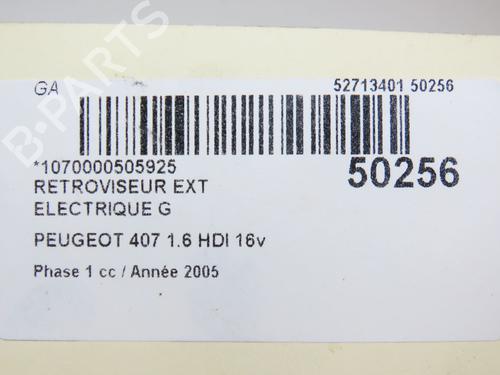 GA 52713401 50256
*1070000505925 50256
RETROVISEUR EXT
ELECTRIQUE G
PEUGEOT 407 1.6 HDI 16v
Phase 1 cc / Année 2005
B-PARTS